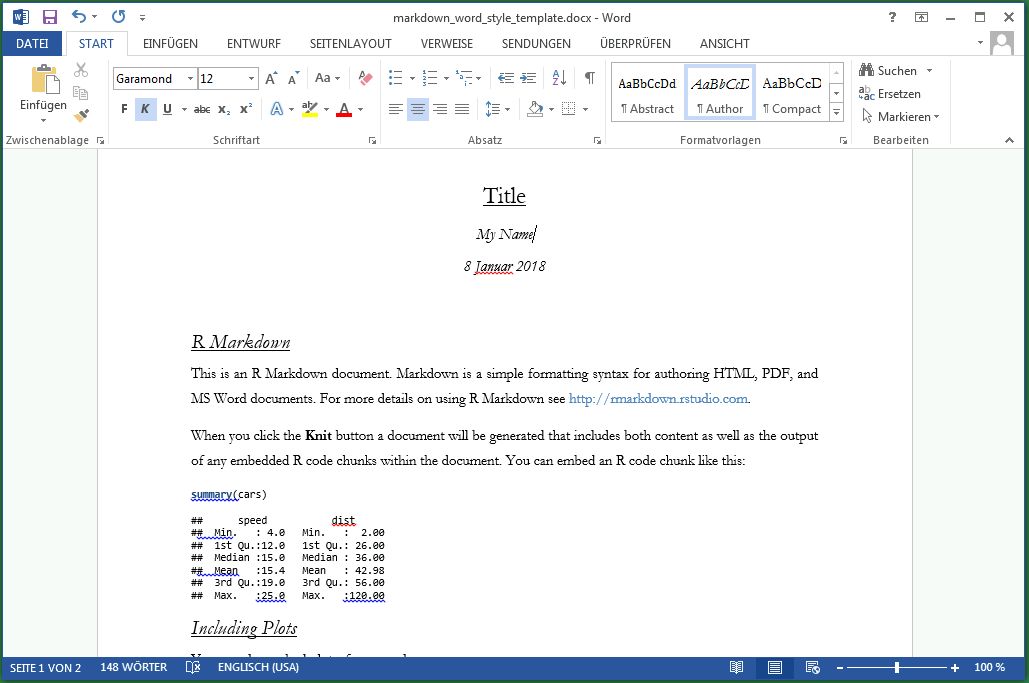 markdown_word_style_template.docx - Word
DATEI START EINFÜGEN ENTWURF SEITENLAYOUT VERWEISE SENDUNGEN ÜBERPRÜFEN ANSICHT
Einfügen
Garamond 12 A A Aa
F K U abc X₂ X² A ab A
AaBbCcDd AaBbCcD AaBbCcD
¶ Abstract ¶ Author ¶ Compact
Suchen
Ersetzen
Markieren
Zwischenablage Schriftart Absatz Formatvorlagen Bearbeiten
Title
My Name
8 Januar 2018
R Markdown
This is an R Markdown document. Markdown is a simple formatting syntax for authoring HTML, PDF, and
MS Word documents. For more details on using R Markdown see http://rmarkdown.rstudio.com.
When you click the Knit button a document will be generated that includes both content as well as the output
of any embedded R code chunks within the document. You can embed an R code chunk like this:
summary(cars)
##      speed           dist
##  Min.   : 4.0   Min.   :  2.00
##  1st Qu.:12.0   1st Qu.: 26.00
##  Median :15.0   Median : 36.00
##  Mean   :15.4   Mean   : 42.98
##  3rd Qu.:19.0   3rd Qu.: 56.00
##  Max.   :25.0   Max.   :120.00
Including Plots
SEITE 1 VON 2 148 WÖRTER ENGLISCH (USA) 100 %